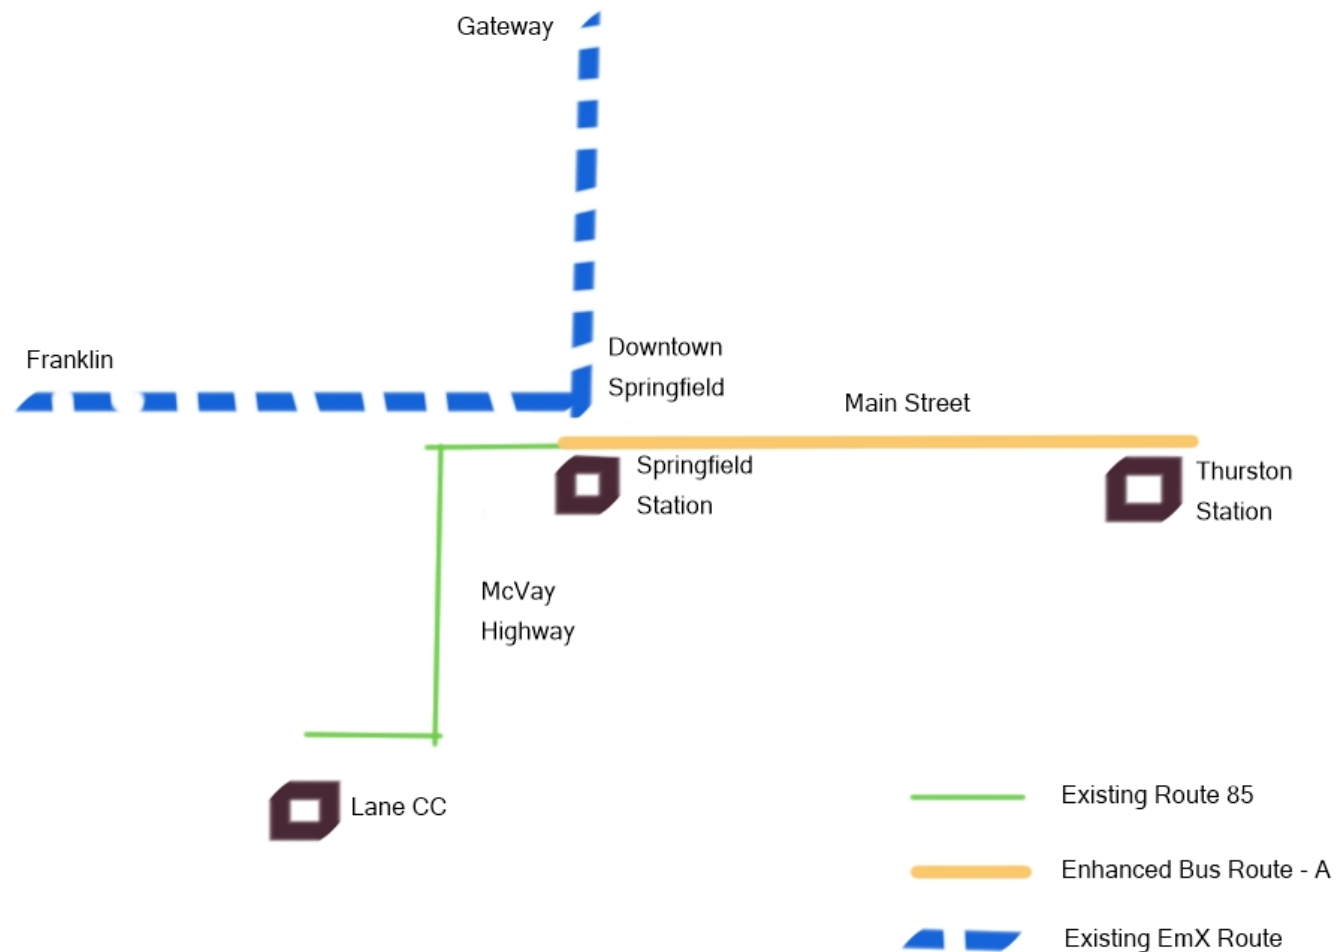 Gateway
Franklin
Downtown
Springfield
Main Street
Springfield
Station
Thurston
Station
McVay
Highway
Lane CC
Existing Route 85
Enhanced Bus Route - A
Existing EmX Route